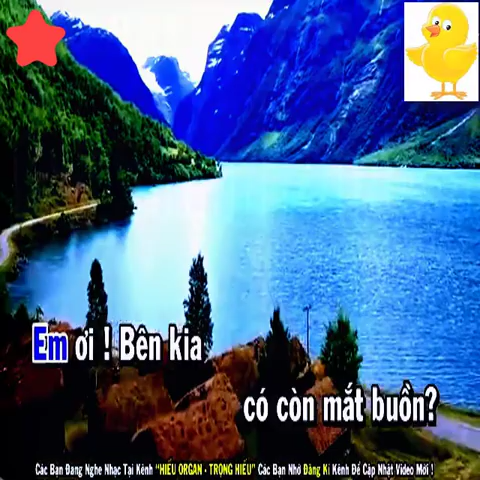 Em ơi ! Bên kia
có còn mắt buồn?
Các Bạn Đang Nghe Nhạc Tại Kênh "HIẾU ORGAN - TRỌNG HIẾU" Các Bạn Nhớ Đăng Kí Kênh Để Cập Nhật Video Mới !